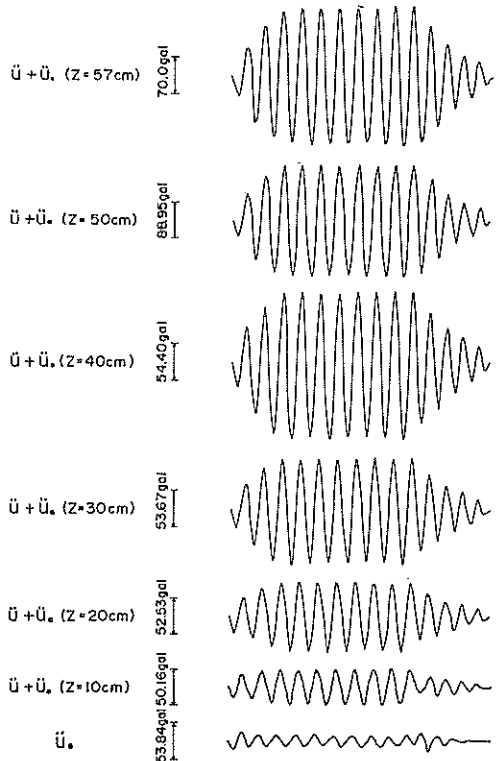 Ü + Ü₀ (Z=57cm) 70.0gal
Ü + Ü₀ (Z=50cm) 88.95gal
Ü + Ü₀ (Z=40cm) 54.40gal
Ü + Ü₀ (Z=30cm) 53.67gal
Ü + Ü₀ (Z=20cm) 52.53gal
Ü + Ü₀ (Z=10cm) 50.16gal
Ü₀ 53.84gal